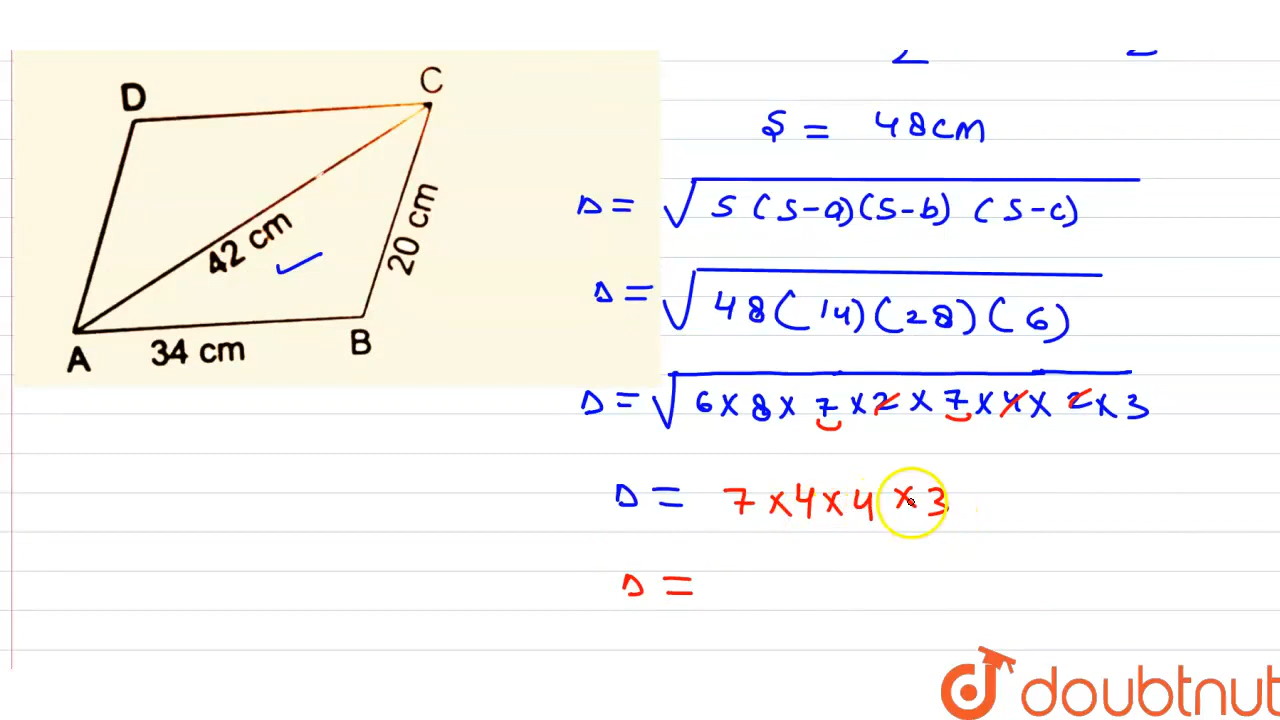 D
C
42 cm
20 cm
A
34 cm
B
2
S = 48cm
Δ = √S(S-a)(S-b)(S-c)
Δ = √48(14)(28)(6)
Δ = √6×8×7×2×7×4×2×3
Δ = 7×4×4×3
Δ =
doubtnut